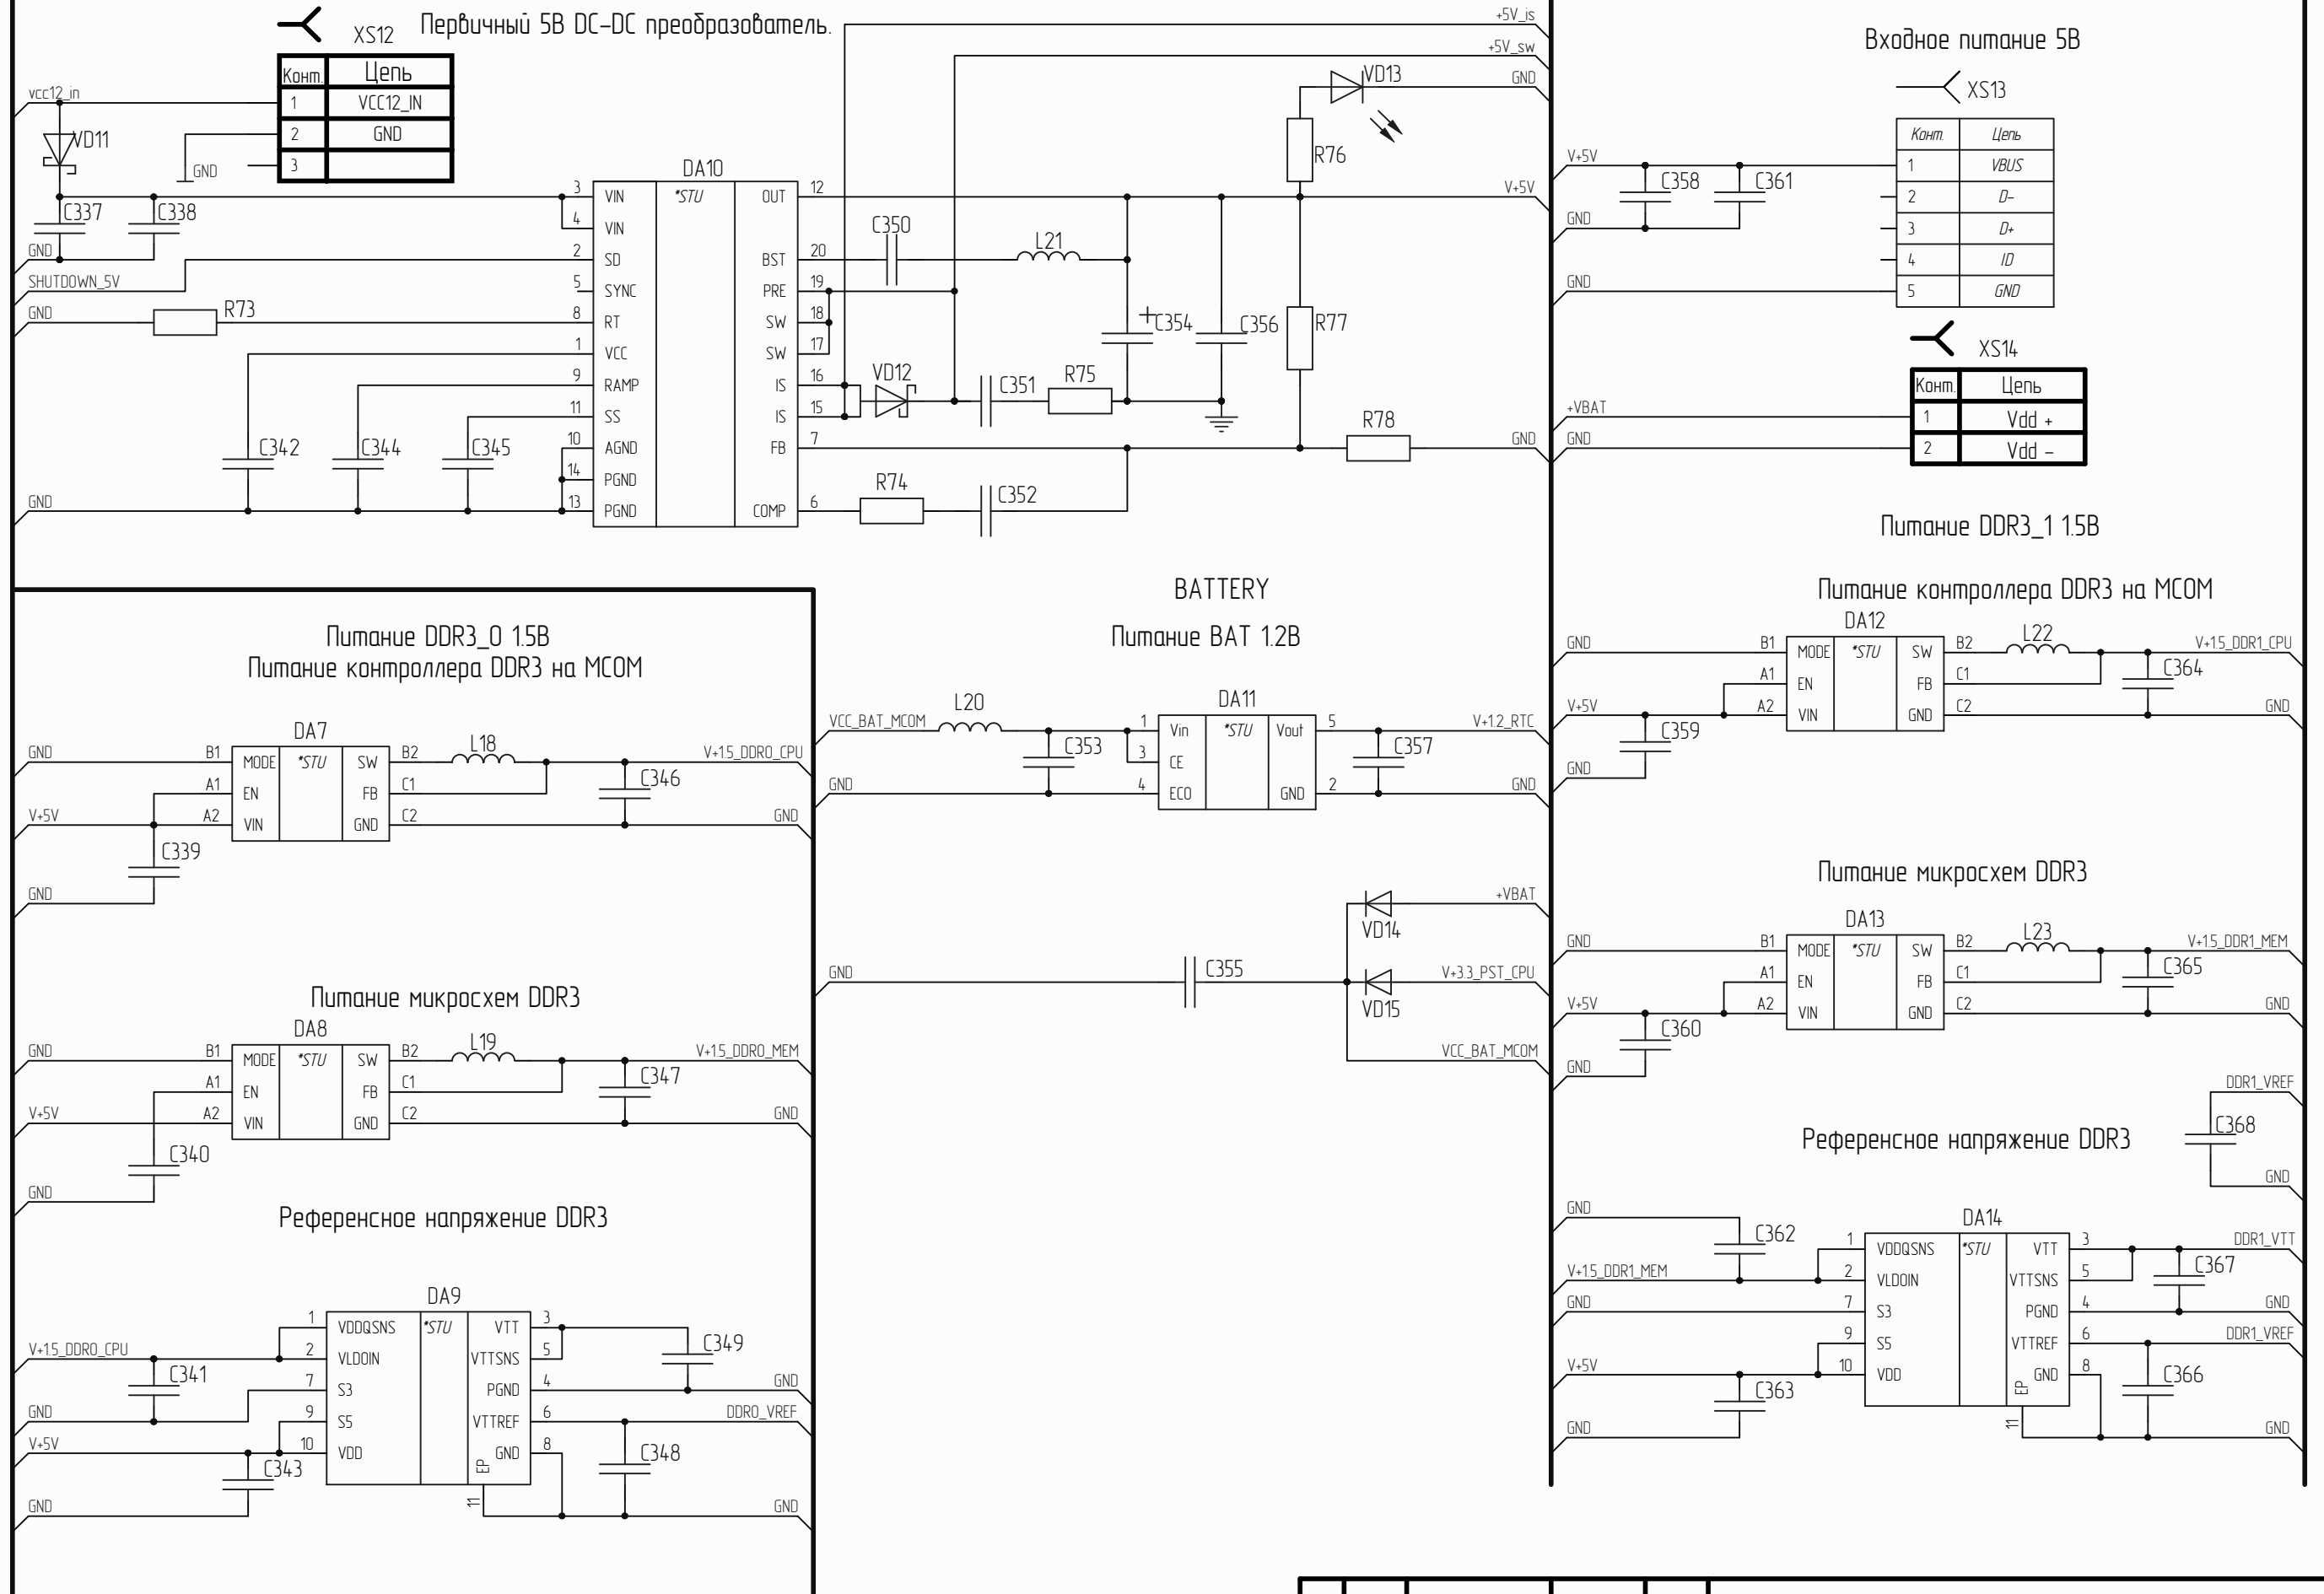 Первичный 5В DC-DC преобразователь.
XS12
Конт. Цепь
1 VCC12_IN
2 GND
3
vcc12_in
VD11
GND
C337
C338
GND
SHUTDOWN_5V
GND
R73
C342
C344
C345
GND
DA10
*STU
3 VIN
4 VIN
2 SD
5 SYNC
8 RT
1 VCC
9 RAMP
11 SS
10 AGND
14 PGND
13 PGND
OUT 12
BST 20
PRE 19
SW 18
SW 17
IS 16
IS 15
FB 7
COMP 6
+5V_is
+5V_sw
GND
VD13
R76
V+5V
C350
L21
+
C354
C356
R77
VD12
C351
R75
R78
GND
R74
C352
Входное питание 5В
XS13
Конт. Цепь
1 VBUS
2 D-
3 D+
4 ID
5 GND
V+5V
C358
C361
GND
GND
XS14
Конт. Цепь
1 Vdd +
2 Vdd -
+VBAT
GND
Питание DDR3_0 1.5В
Питание контроллера DDR3 на MCOM
DA7
GND B1 MODE *STU SW B2 L18 V+1.5_DDR0_CPU
A1 EN FB C1 C346
V+5V A2 VIN GND C2 GND
C339
GND
Питание микросхем DDR3
DA8
GND B1 MODE *STU SW B2 L19 V+1.5_DDR0_MEM
A1 EN FB C1 C347
V+5V A2 VIN GND C2 GND
C340
GND
Референсное напряжение DDR3
DA9
1 VDDQSNS *STU VTT 3
V+1.5_DDR0_CPU 2 VLDOIN VTTSNS 5 C349
C341
7 S3 PGND 4 GND
GND 9 S5 VTTREF 6 DDR0_VREF
V+5V 10 VDD GND 8 C348
C343
EP
11
GND
GND
BATTERY
Питание BAT 1.2В
VCC_BAT_MCOM L20 DA11
1 Vin *STU Vout 5 V+1.2_RTC
C353 3 CE C357
GND 4 ECO GND 2 GND
+VBAT
VD14
GND C355 V+3.3_PST_CPU
VD15
VCC_BAT_MCOM
Питание DDR3_1 1.5В
Питание контроллера DDR3 на MCOM
DA12
GND B1 MODE *STU SW B2 L22 V+1.5_DDR1_CPU
A1 EN FB C1 C364
V+5V A2 VIN GND C2 GND
C359
GND
Питание микросхем DDR3
DA13
GND B1 MODE *STU SW B2 L23 V+1.5_DDR1_MEM
A1 EN FB C1 C365
V+5V A2 VIN GND C2 GND
C360
GND
DDR1_VREF
C368
GND
Референсное напряжение DDR3
GND
C362
DA14
1 VDDQSNS *STU VTT 3 DDR1_VTT
V+1.5_DDR1_MEM 2 VLDOIN VTTSNS 5 C367
GND 7 S3 PGND 4 GND
9 S5 VTTREF 6 DDR1_VREF
V+5V 10 VDD GND 8 C366
C363
EP
11
GND
GND